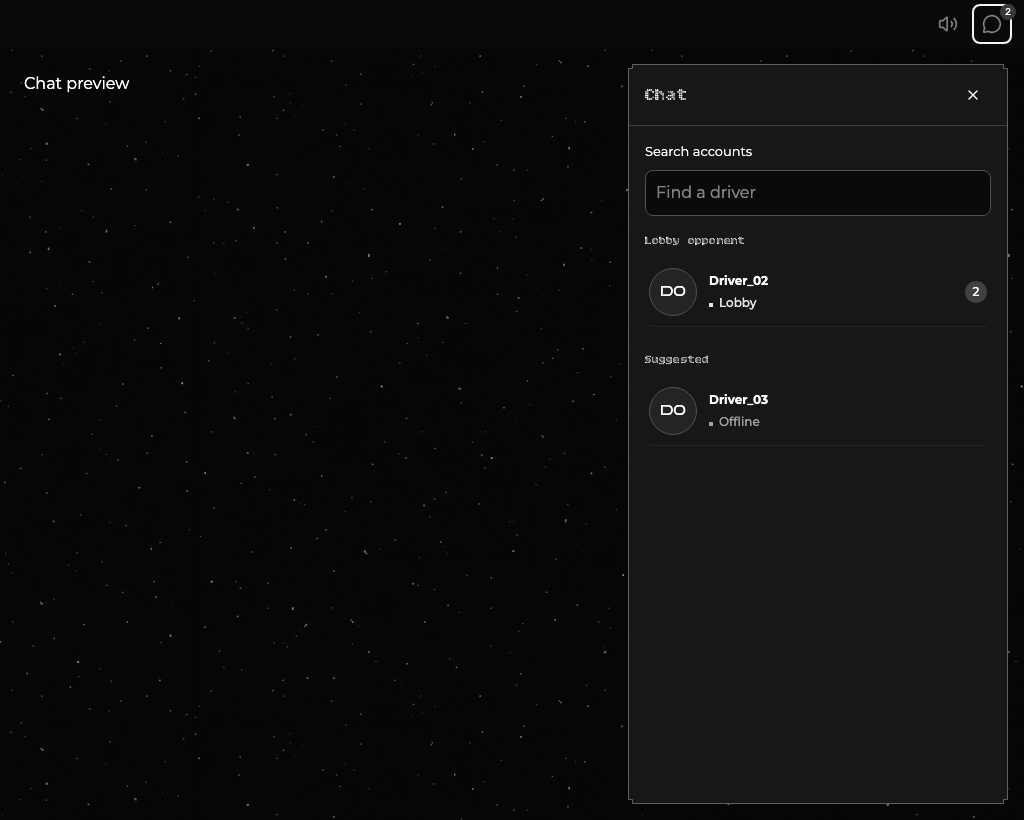 2
Chat preview
Chat
Search accounts
Find a driver
Lobby opponent
DO
Driver_02
Lobby
2
Suggested
DO
Driver_03
Offline